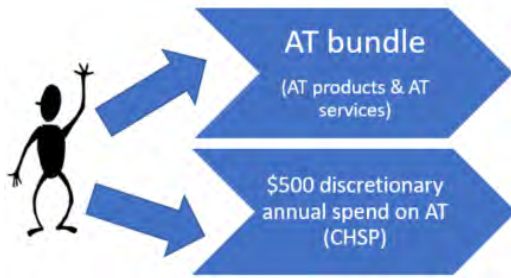 AT bundle
(AT products & AT
services)
$500 discretionary
annual spend on AT
(CHSP)